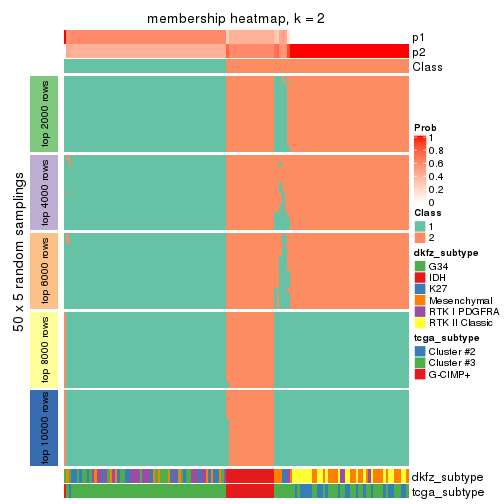 membership heatmap, k = 2
p1
p2
Class
50 x 5 random samplings
top 2000 rows
top 4000 rows
top 6000 rows
top 8000 rows
top 10000 rows
Prob
1
0.8
0.6
0.4
0.2
0
Class
1
2
dkfz_subtype
G34
IDH
K27
Mesenchymal
RTK I PDGFRA
RTK II Classic
tcga_subtype
Cluster #2
Cluster #3
G-CIMP+
dkfz_subtype
tcga_subtype